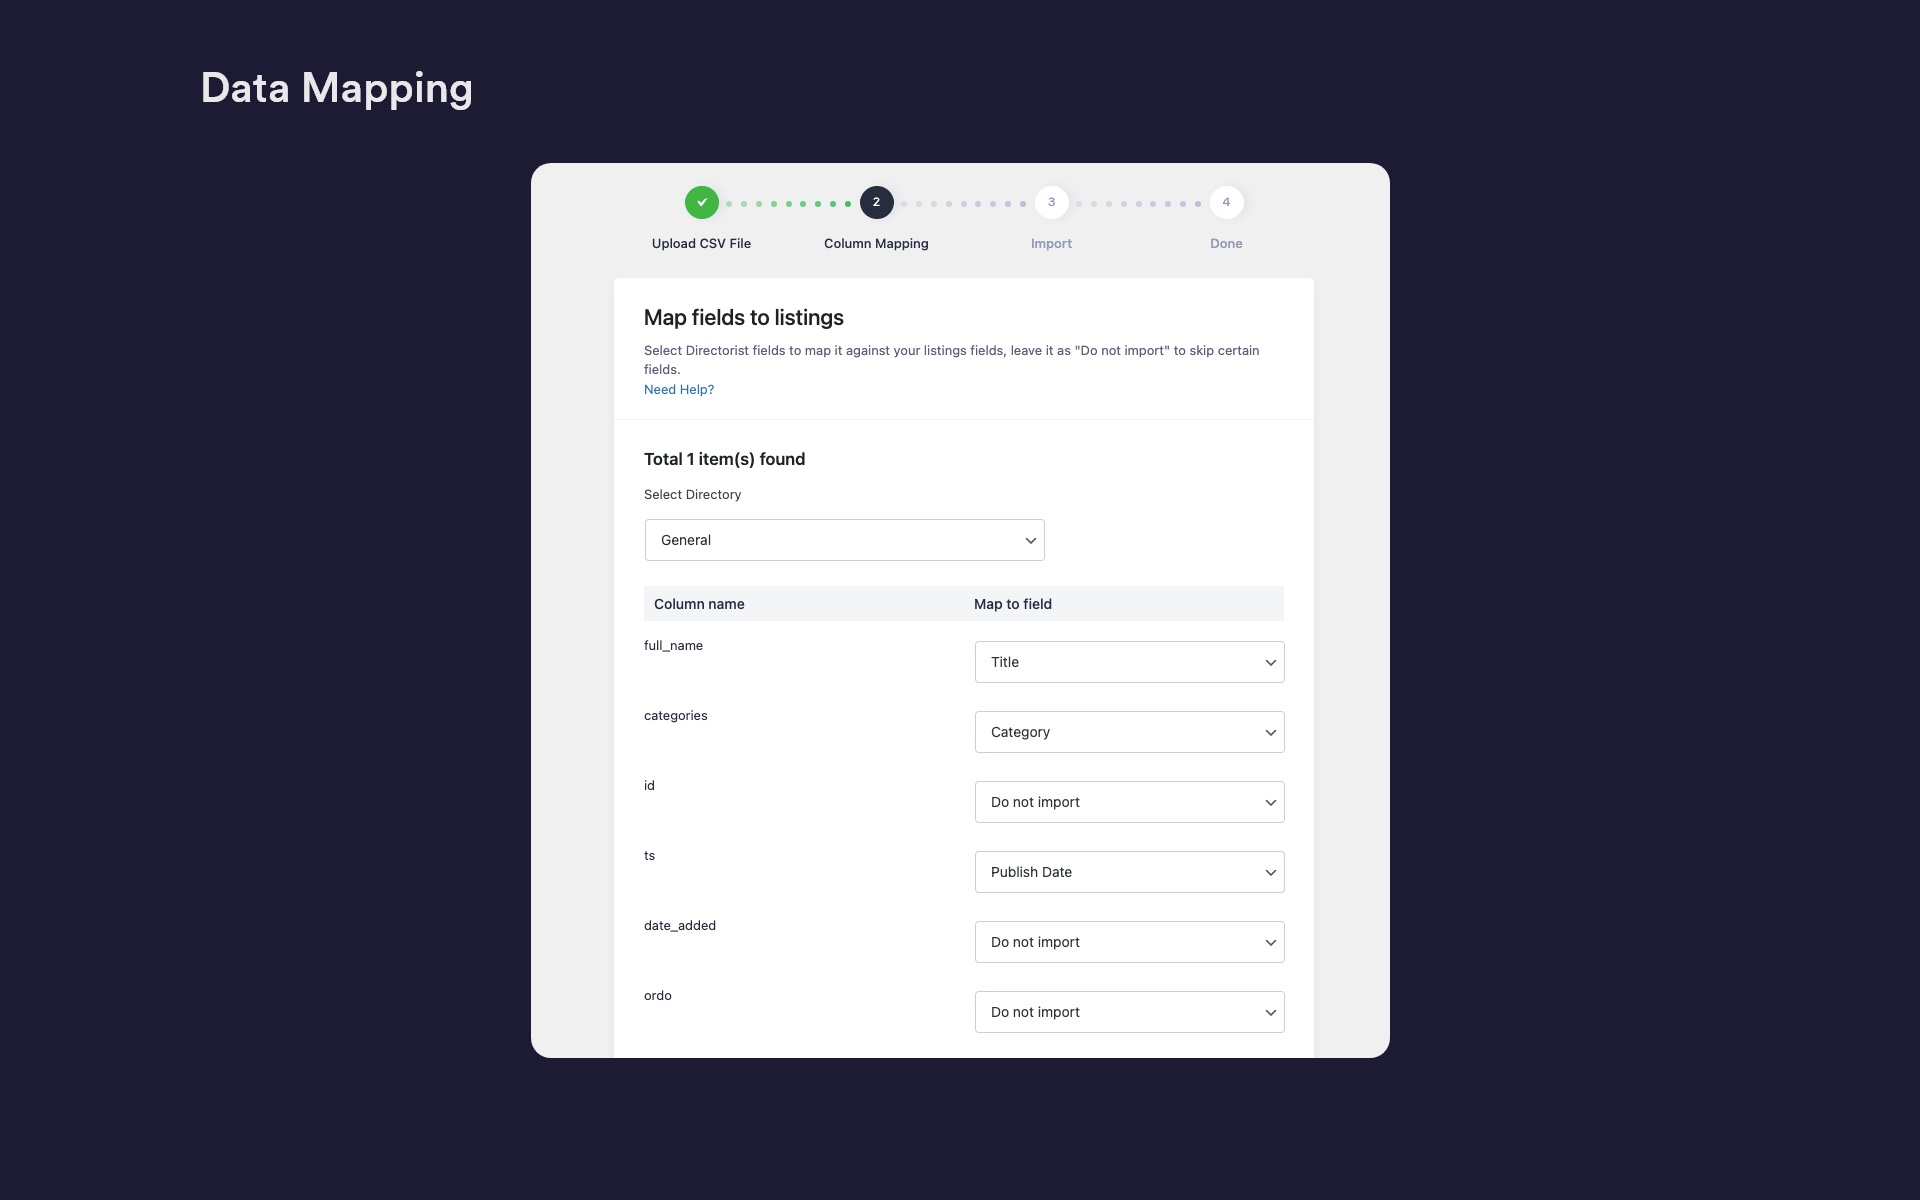 Data Mapping
2
3
4
Upload CSV File
Column Mapping
Import
Done
Map fields to listings
Select Directorist fields to map it against your listings fields, leave it as "Do not import" to skip certain
fields.
Need Help?
Total 1 item(s) found
Select Directory
General
Column name
Map to field
full_name
Title
categories
Category
id
Do not import
ts
Publish Date
date_added
Do not import
ordo
Do not import